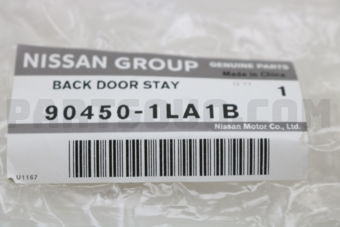 NISSAN GROUP
GENUINE PARTS
Made in China
BACK DOOR STAY
1
90450-1LA1B
Nissan Motor Co., Ltd.
U1167